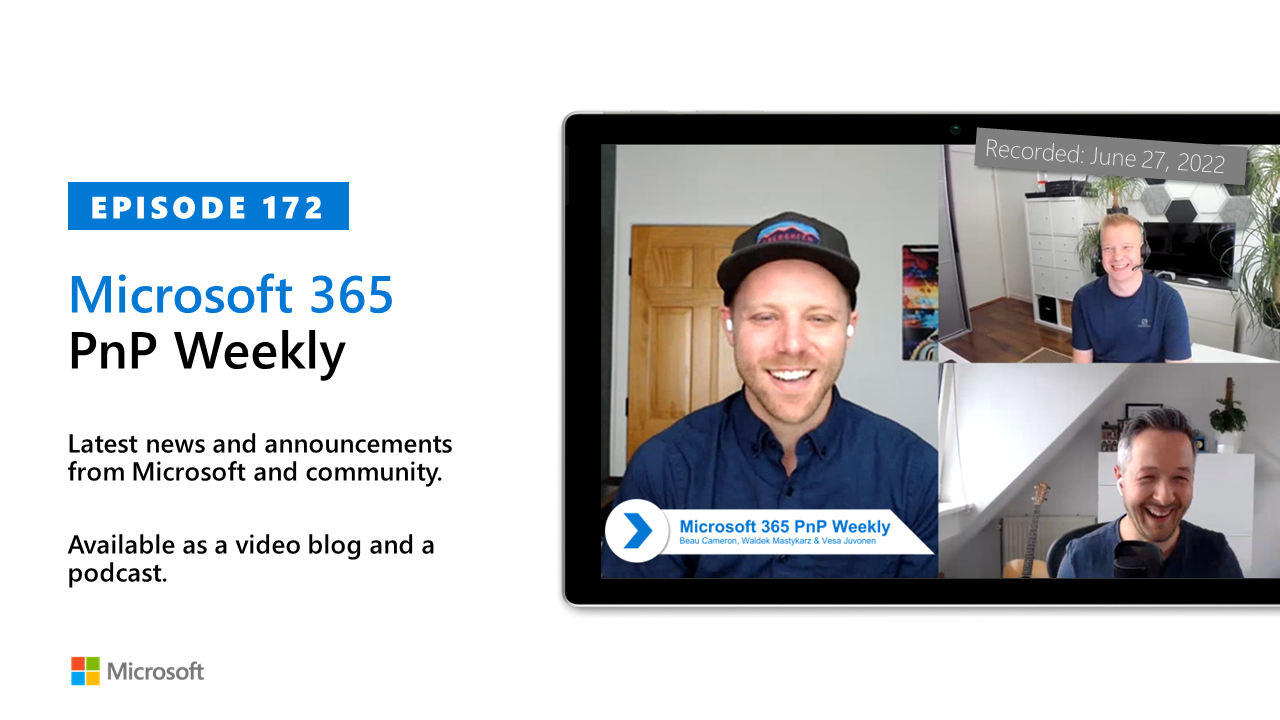 EPISODE 172
Microsoft 365
PnP Weekly
Latest news and announcements
from Microsoft and community.
Available as a video blog and a
podcast.
Microsoft
Recorded: June 27, 2022
EVERGREEN
Microsoft 365 PnP Weekly
Beau Cameron, Waldek Mastykarz & Vesa Juvonen